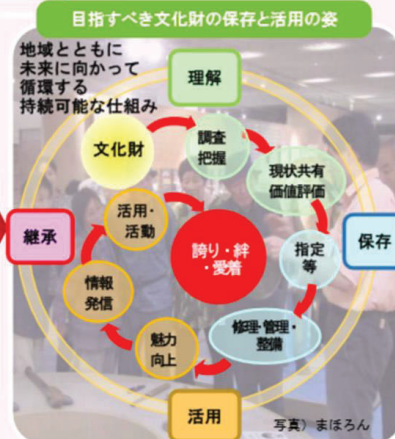 目指すべき文化財の保存と活用の姿
地域とともに
未来に向かって
循環する
持続可能な仕組み
理解
文化財
調査
把握
現状共有
価値評価
保存
指定
等
修理・管理・
整備
活用
魅力
向上
情報
発信
継承
活用・
活動
誇り・絆
・愛着
写真）まほろん